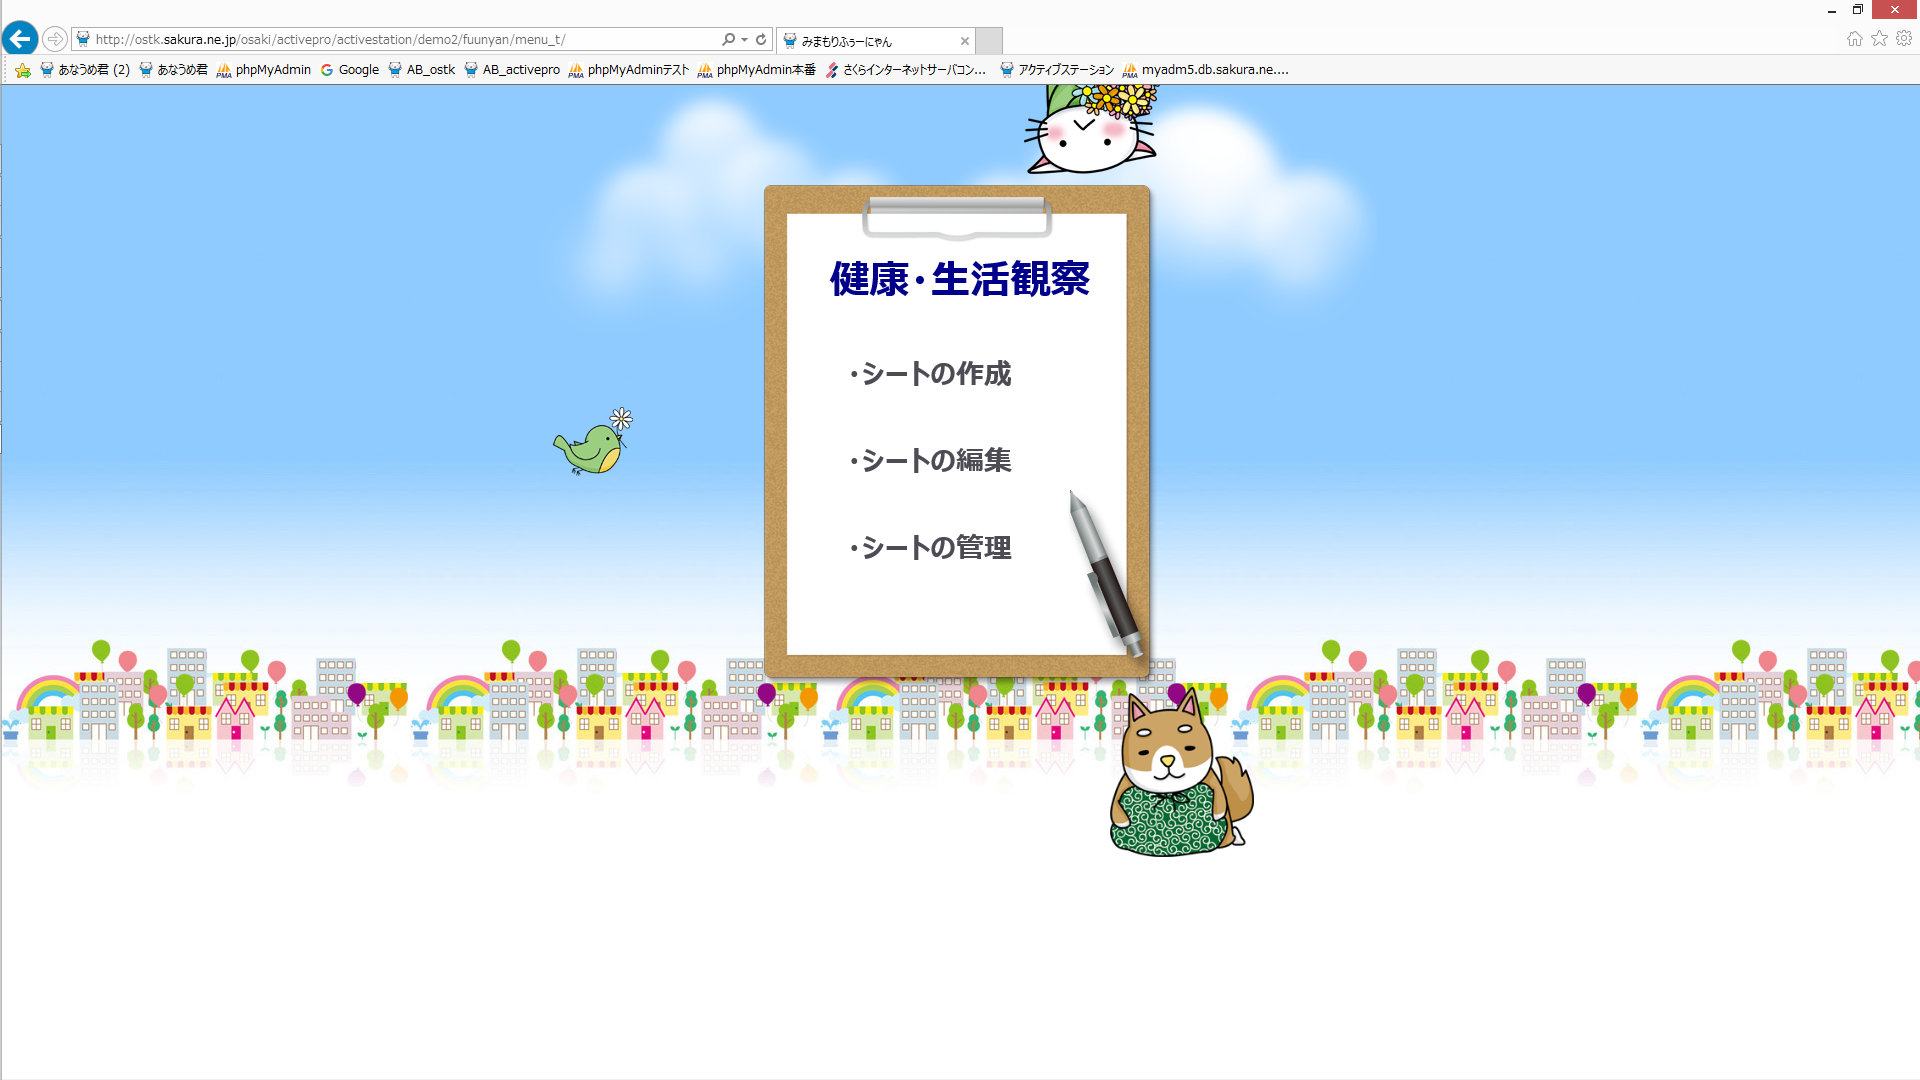 http://ostk.sakura.ne.jp/osaki/activepro/activestation/demo2/fuunyan/menu_t/
みまもりふぅーにゃん
あなうめ君 (2) あなうめ君 phpMyAdmin Google AB_ostk AB_activepro phpMyAdminテスト phpMyAdmin本番 さくらインターネットサーバコン... アクティブステーション myadm5.db.sakura.ne....
健康・生活観察
・シートの作成
・シートの編集
・シートの管理